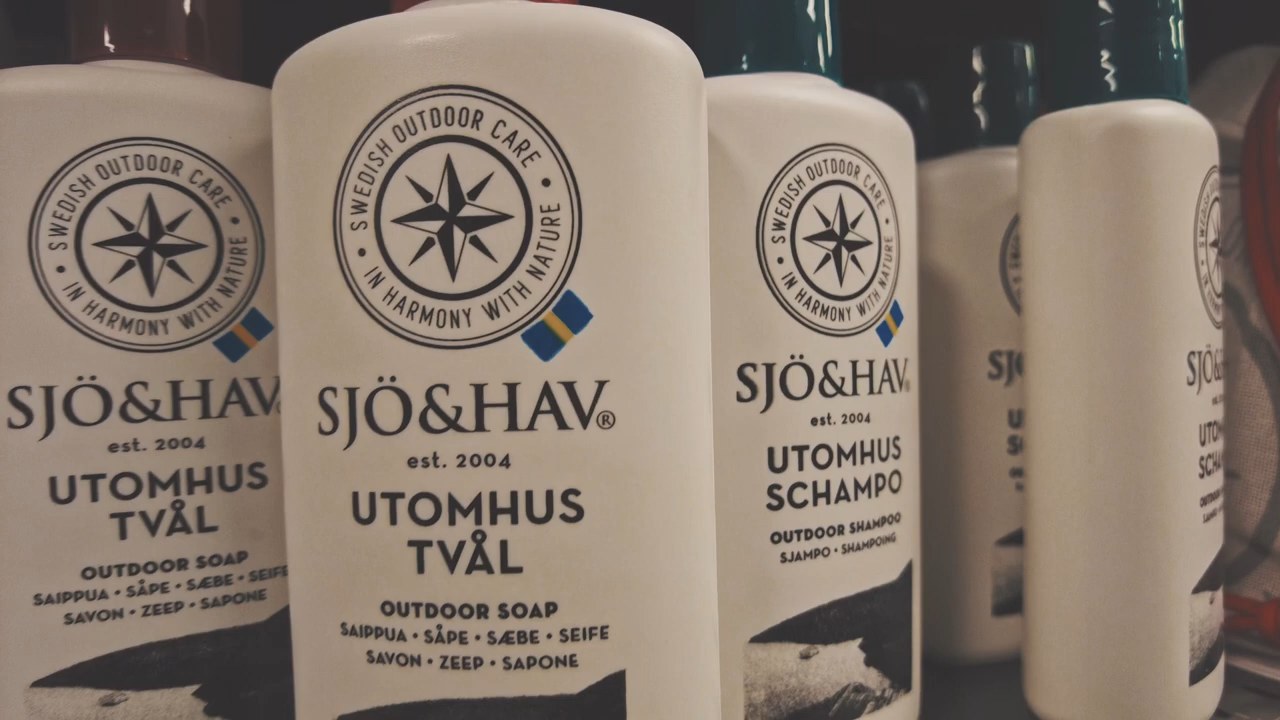 SWEDISH OUTDOOR CARE
• IN HARMONY WITH NATURE •
SJÖ&HAV
est. 2004
UTOMHUS
TVÅL
OUTDOOR SOAP
SAIPPUA • SÅPE • SÆBE • SEIFE
SAVON • ZEEP • SAPONE
SWEDISH OUTDOOR CARE
• IN HARMONY WITH NATURE •
SJÖ&HAV®
est. 2004
UTOMHUS
TVÅL
OUTDOOR SOAP
SAIPPUA • SÅPE • SÆBE • SEIFE
SAVON • ZEEP • SAPONE
SWEDISH OUTDOOR CARE
• IN HARMONY WITH NATURE •
SJÖ&HAV®
est. 2004
UTOMHUS
SCHAMPO
OUTDOOR SHAMPOO
SJAMPO • SHAMPOING